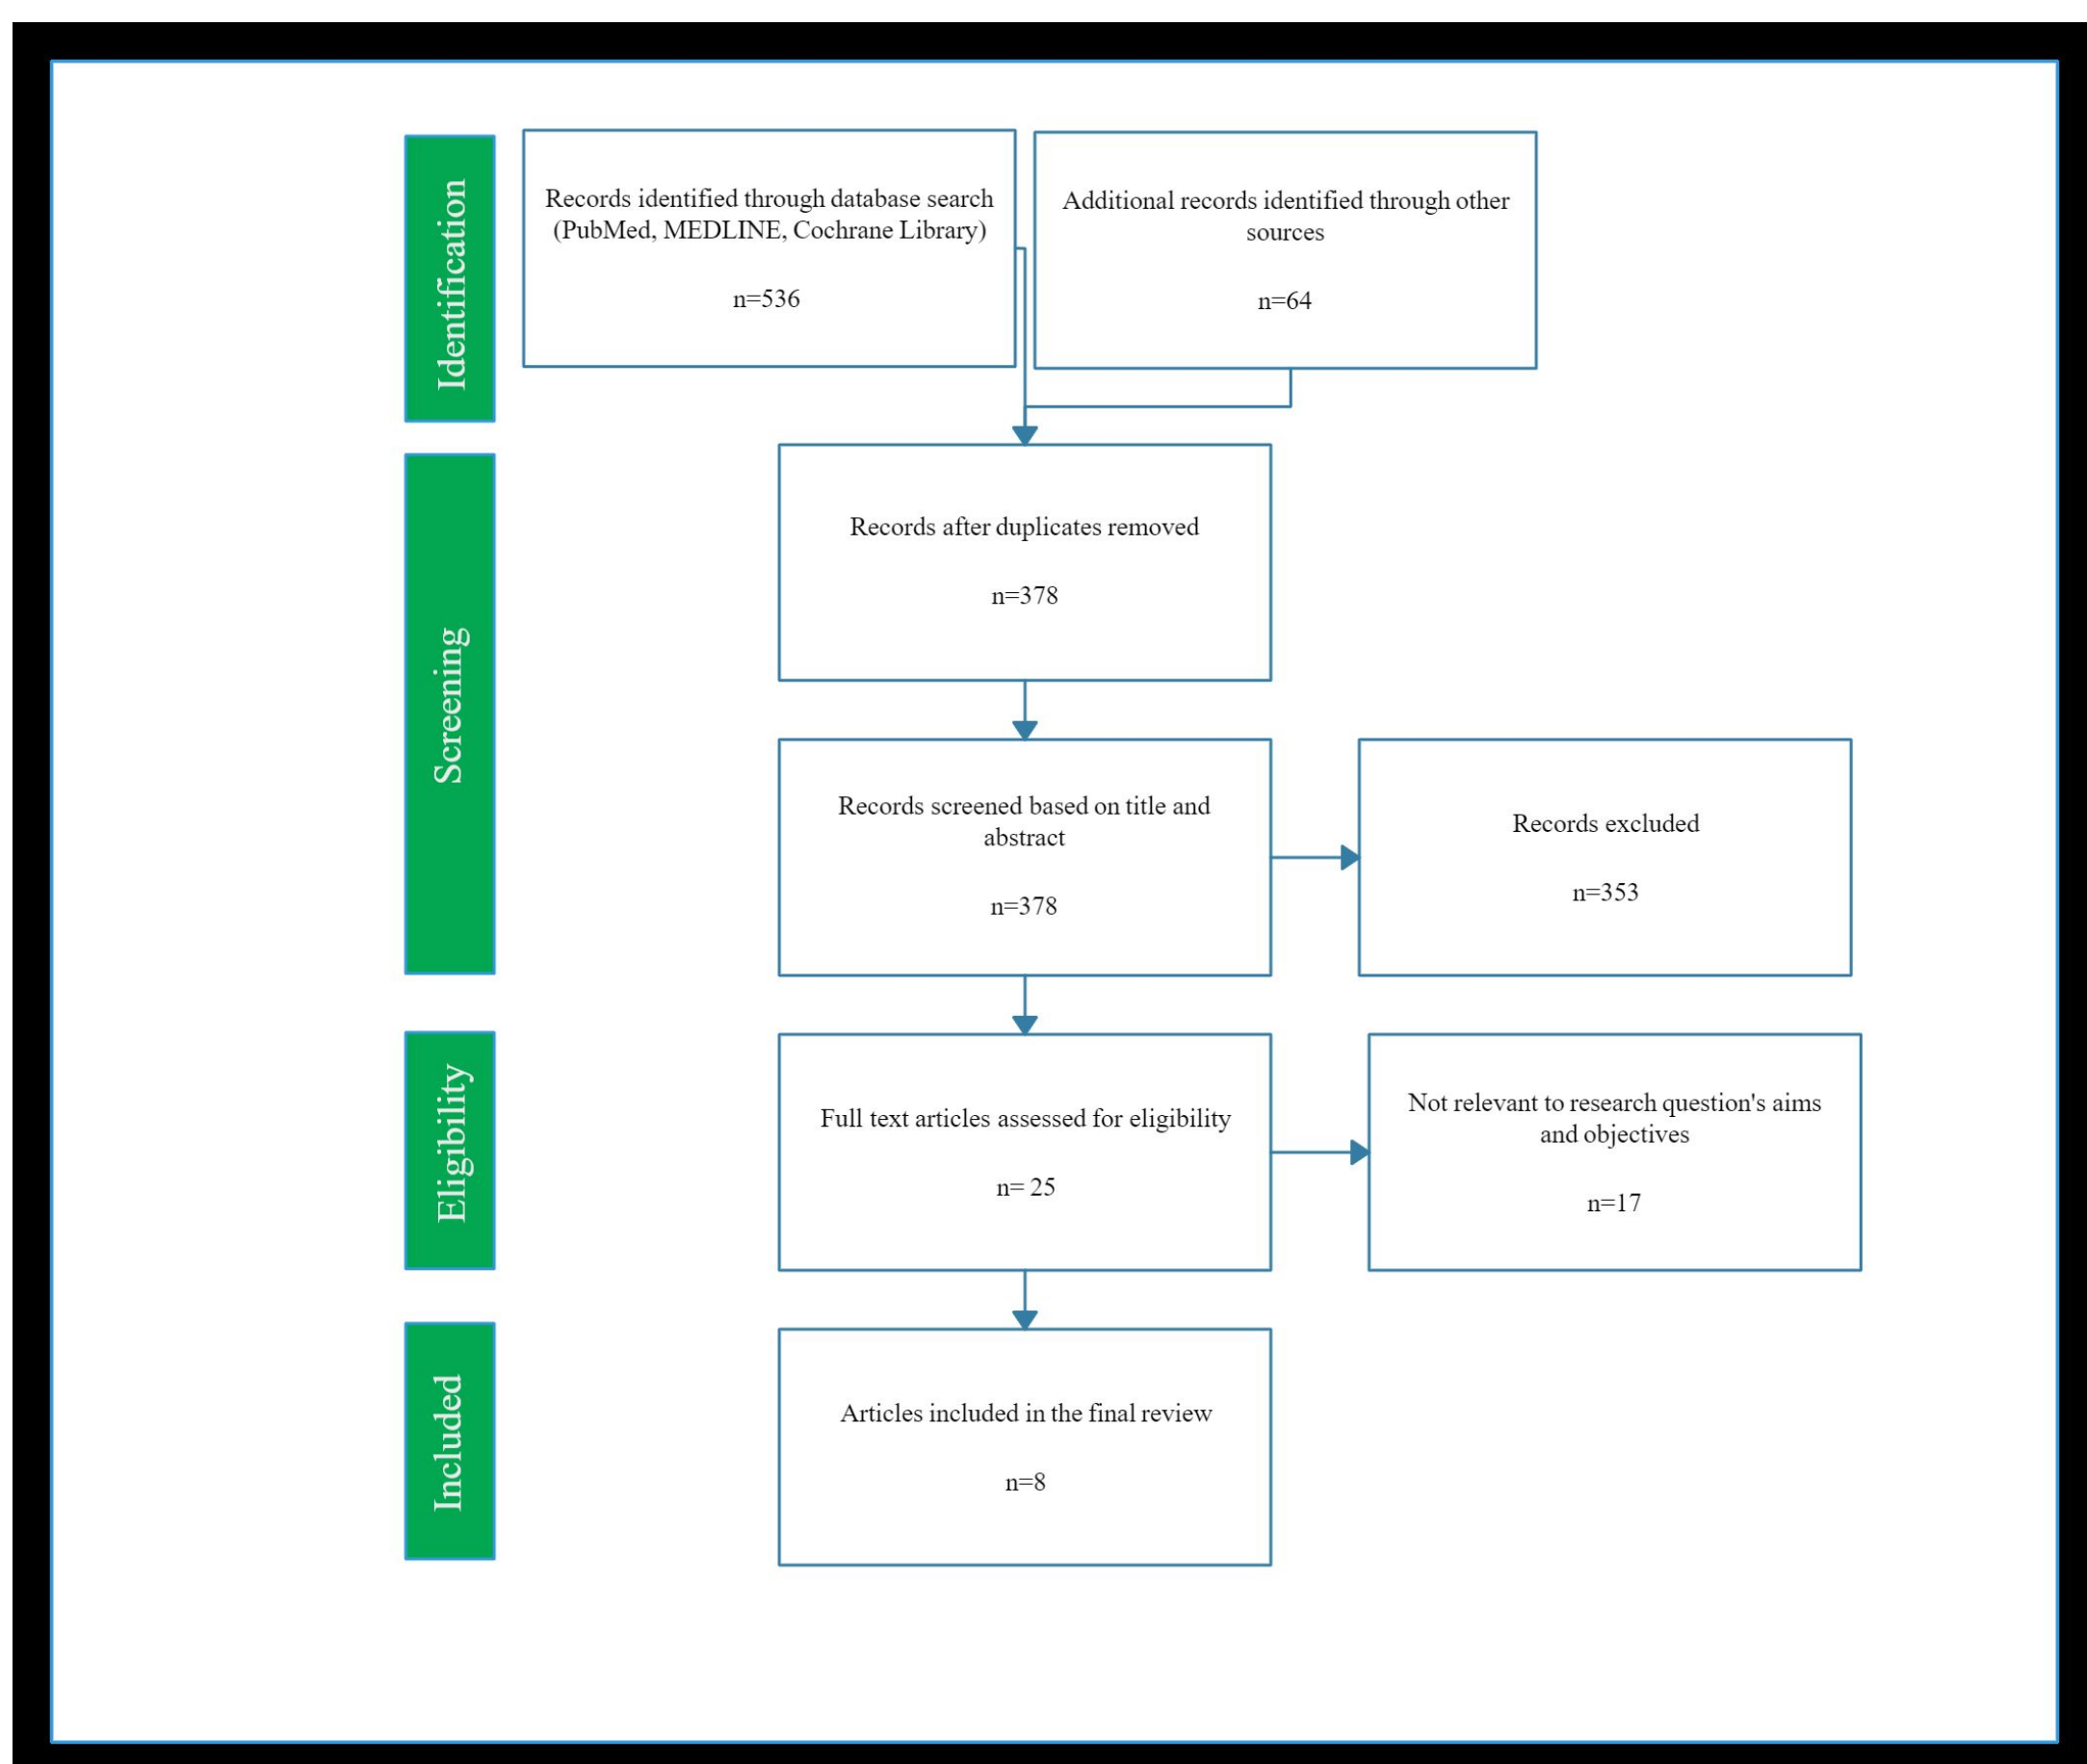 Identification
Records identified through database search
(PubMed, MEDLINE, Cochrane Library)
n=536
Additional records identified through other
sources
n=64
Screening
Records after duplicates removed
n=378
Records screened based on title and
abstract
n=378
Records excluded
n=353
Eligibility
Full text articles assessed for eligibility
n= 25
Not relevant to research question's aims
and objectives
n=17
Included
Articles included in the final review
n=8